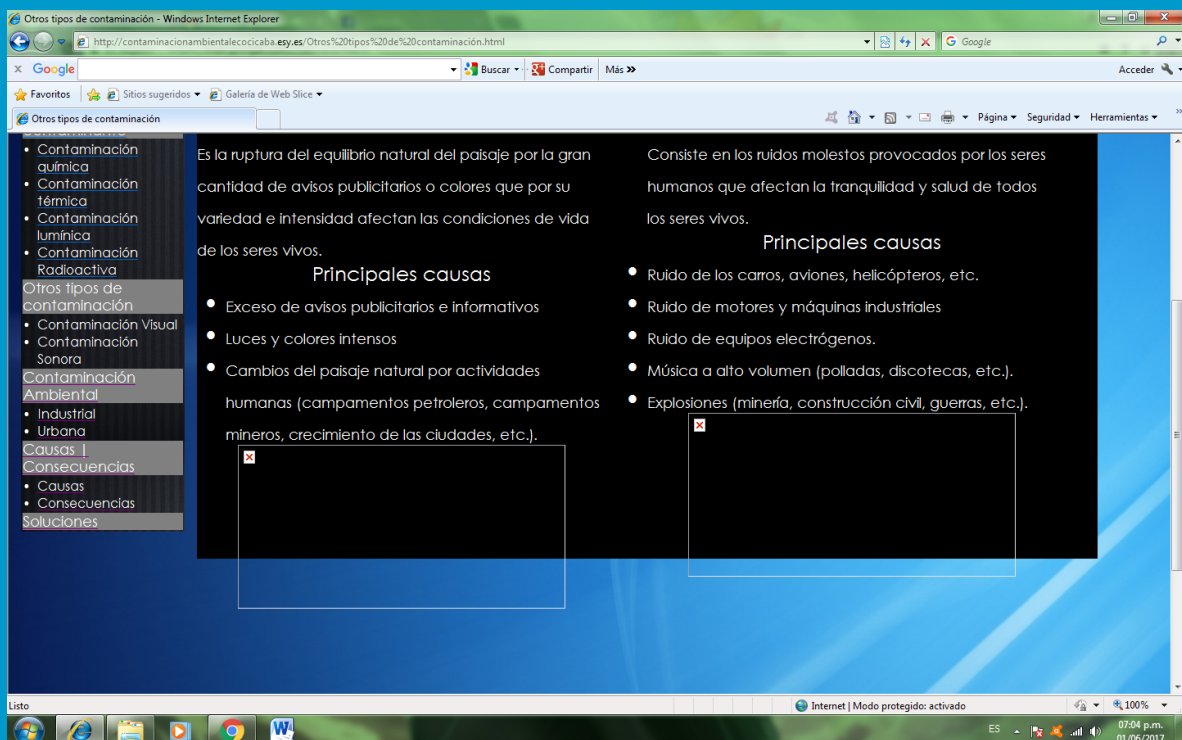 Otros tipos de contaminación - Windows Internet Explorer
http://contaminacionambientalecocicaba.esy.es/Otros%20tipos%20de%20contaminación.html
Google
x Google
Buscar
Compartir
Más »
Acceder
Favoritos
Sitios sugeridos
Galería de Web Slice
Otros tipos de contaminación
Página
Seguridad
Herramientas
• Contaminación
química
• Contaminación
térmica
• Contaminación
lumínica
• Contaminación
Radioactiva
Otros tipos de
contaminación
• Contaminación Visual
• Contaminación
Sonora
Contaminación
Ambiental
• Industrial
• Urbana
Causas |
Consecuencias
• Causas
• Consecuencias
Soluciones
Es la ruptura del equilibrio natural del paisaje por la gran
cantidad de avisos publicitarios o colores que por su
variedad e intensidad afectan las condiciones de vida
de los seres vivos.
Principales causas
• Exceso de avisos publicitarios e informativos
• Luces y colores intensos
• Cambios del paisaje natural por actividades
humanas (campamentos petroleros, campamentos
mineros, crecimiento de las ciudades, etc.).
Consiste en los ruidos molestos provocados por los seres
humanos que afectan la tranquilidad y salud de todos
los seres vivos.
Principales causas
• Ruido de los carros, aviones, helicópteros, etc.
• Ruido de motores y máquinas industriales
• Ruido de equipos electrógenos.
• Música a alto volumen (polladas, discotecas, etc.).
• Explosiones (minería, construcción civil, guerras, etc.).
Listo
Internet | Modo protegido: activado
100%
ES
07:04 p.m.
01/06/2017